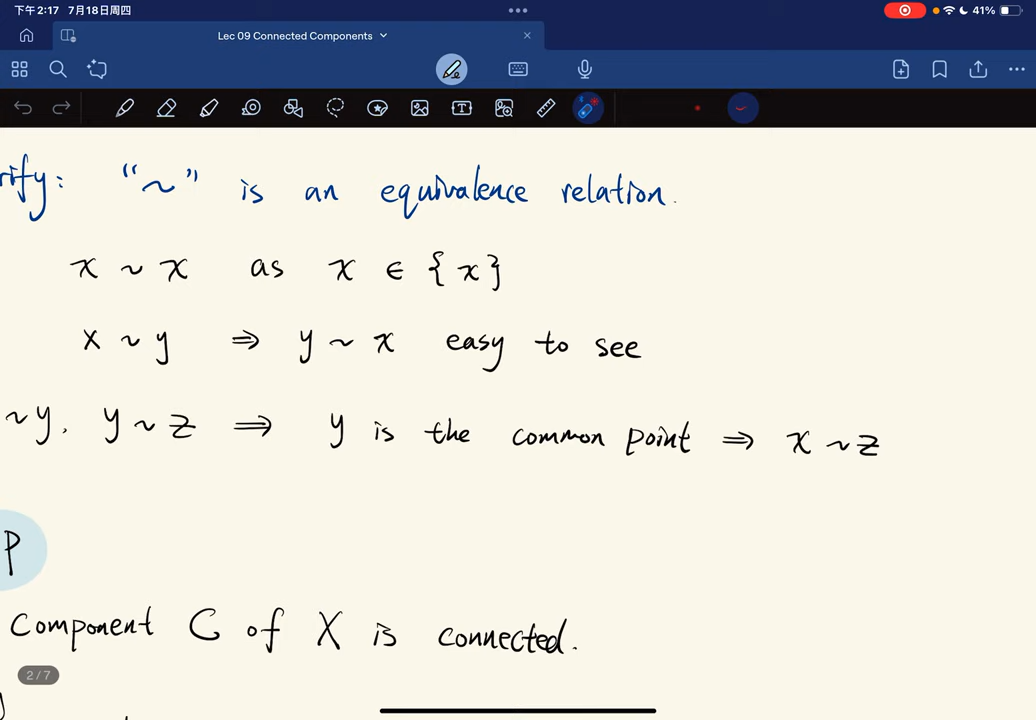 下午2:17 7月18日周四
41%
Lec 09 Connected Components
rify: "~" is an equivalence relation.
x ~ x as x ∈ {x}
x ~ y ⇒ y ~ x easy to see
~y. y ~ z ⇒ y is the common point ⇒ x ~ z
P
Component C of X is connected.
2/7